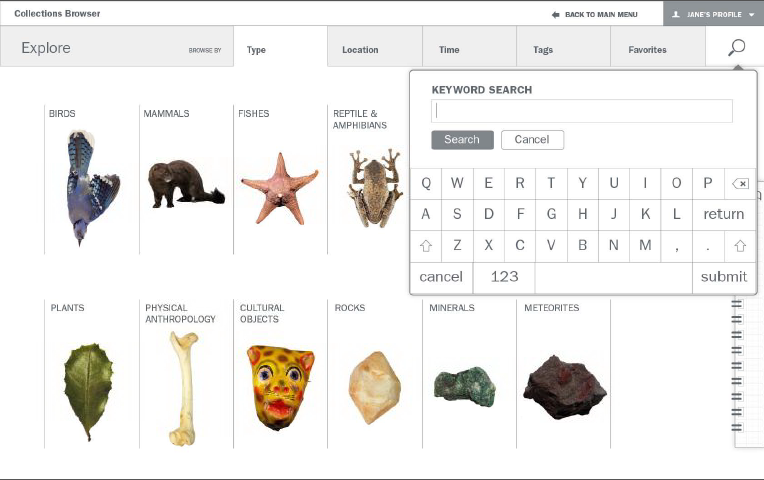 Collections Browser
BACK TO MAIN MENU
JANE'S PROFILE
Explore
BROWSE BY
Type
Location
Time
Tags
Favorites
KEYWORD SEARCH
Search
Cancel
Q W E R T Y U I O P
A S D F G H J K L return
Z X C V B N M , .
cancel 123 submit
BIRDS
MAMMALS
FISHES
REPTILE &
AMPHIBIANS
PLANTS
PHYSICAL
ANTHROPOLOGY
CULTURAL
OBJECTS
ROCKS
MINERALS
METEORITES